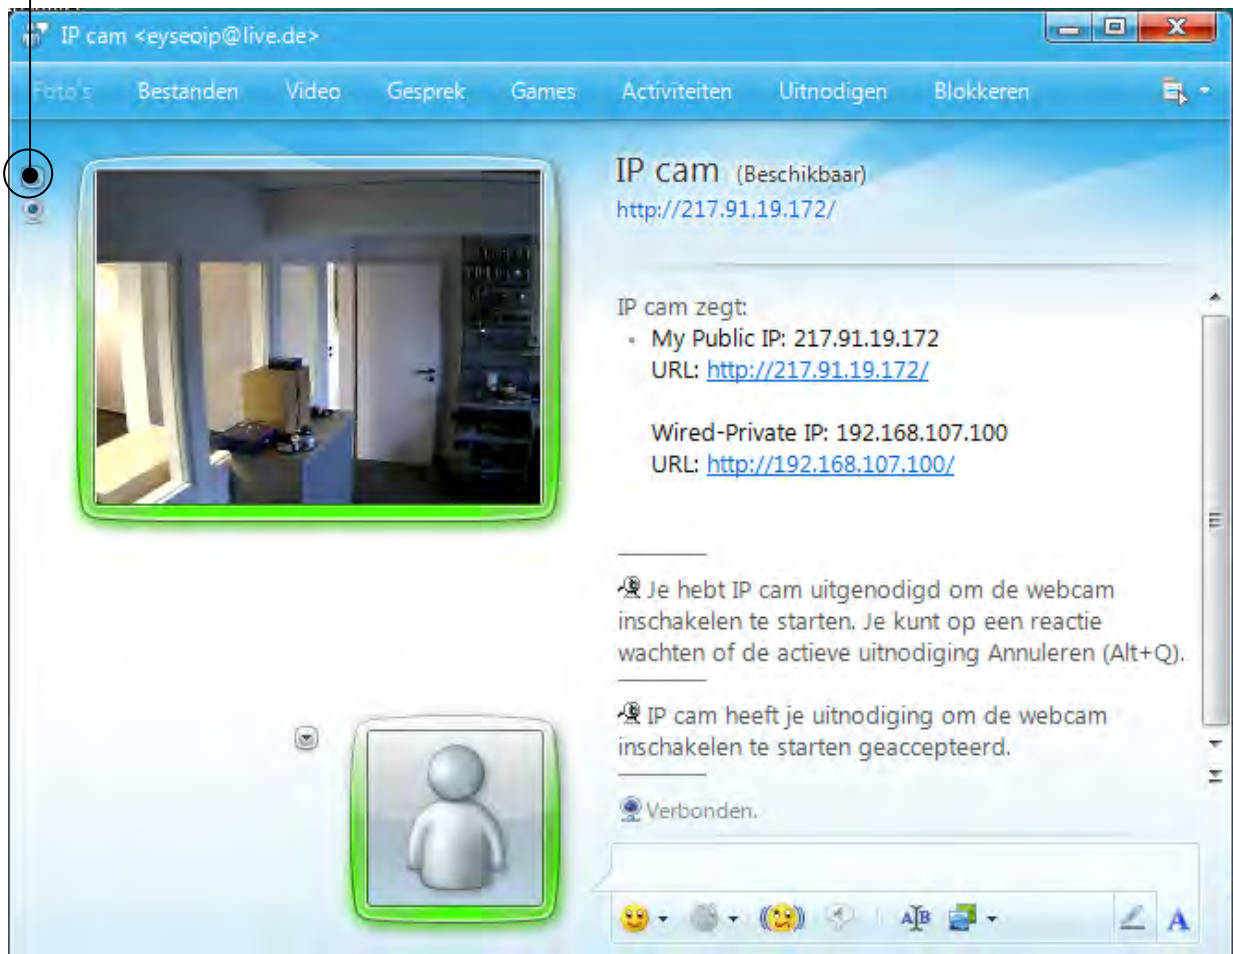 IP cam <eyseoip@live.de>
Foto's Bestanden Video Gesprek Games Activiteiten Uitnodigen Blokkeren
IP cam (Beschikbaar)
http://217.91.19.172/
IP cam zegt:
My Public IP: 217.91.19.172
URL: http://217.91.19.172/
Wired-Private IP: 192.168.107.100
URL: http://192.168.107.100/
Je hebt IP cam uitgenodigd om de webcam
inschakelen te starten. Je kunt op een reactie
wachten of de actieve uitnodiging Annuleren (Alt+Q).
IP cam heeft je uitnodiging om de webcam
inschakelen te starten geaccepteerd.
Verbonden.